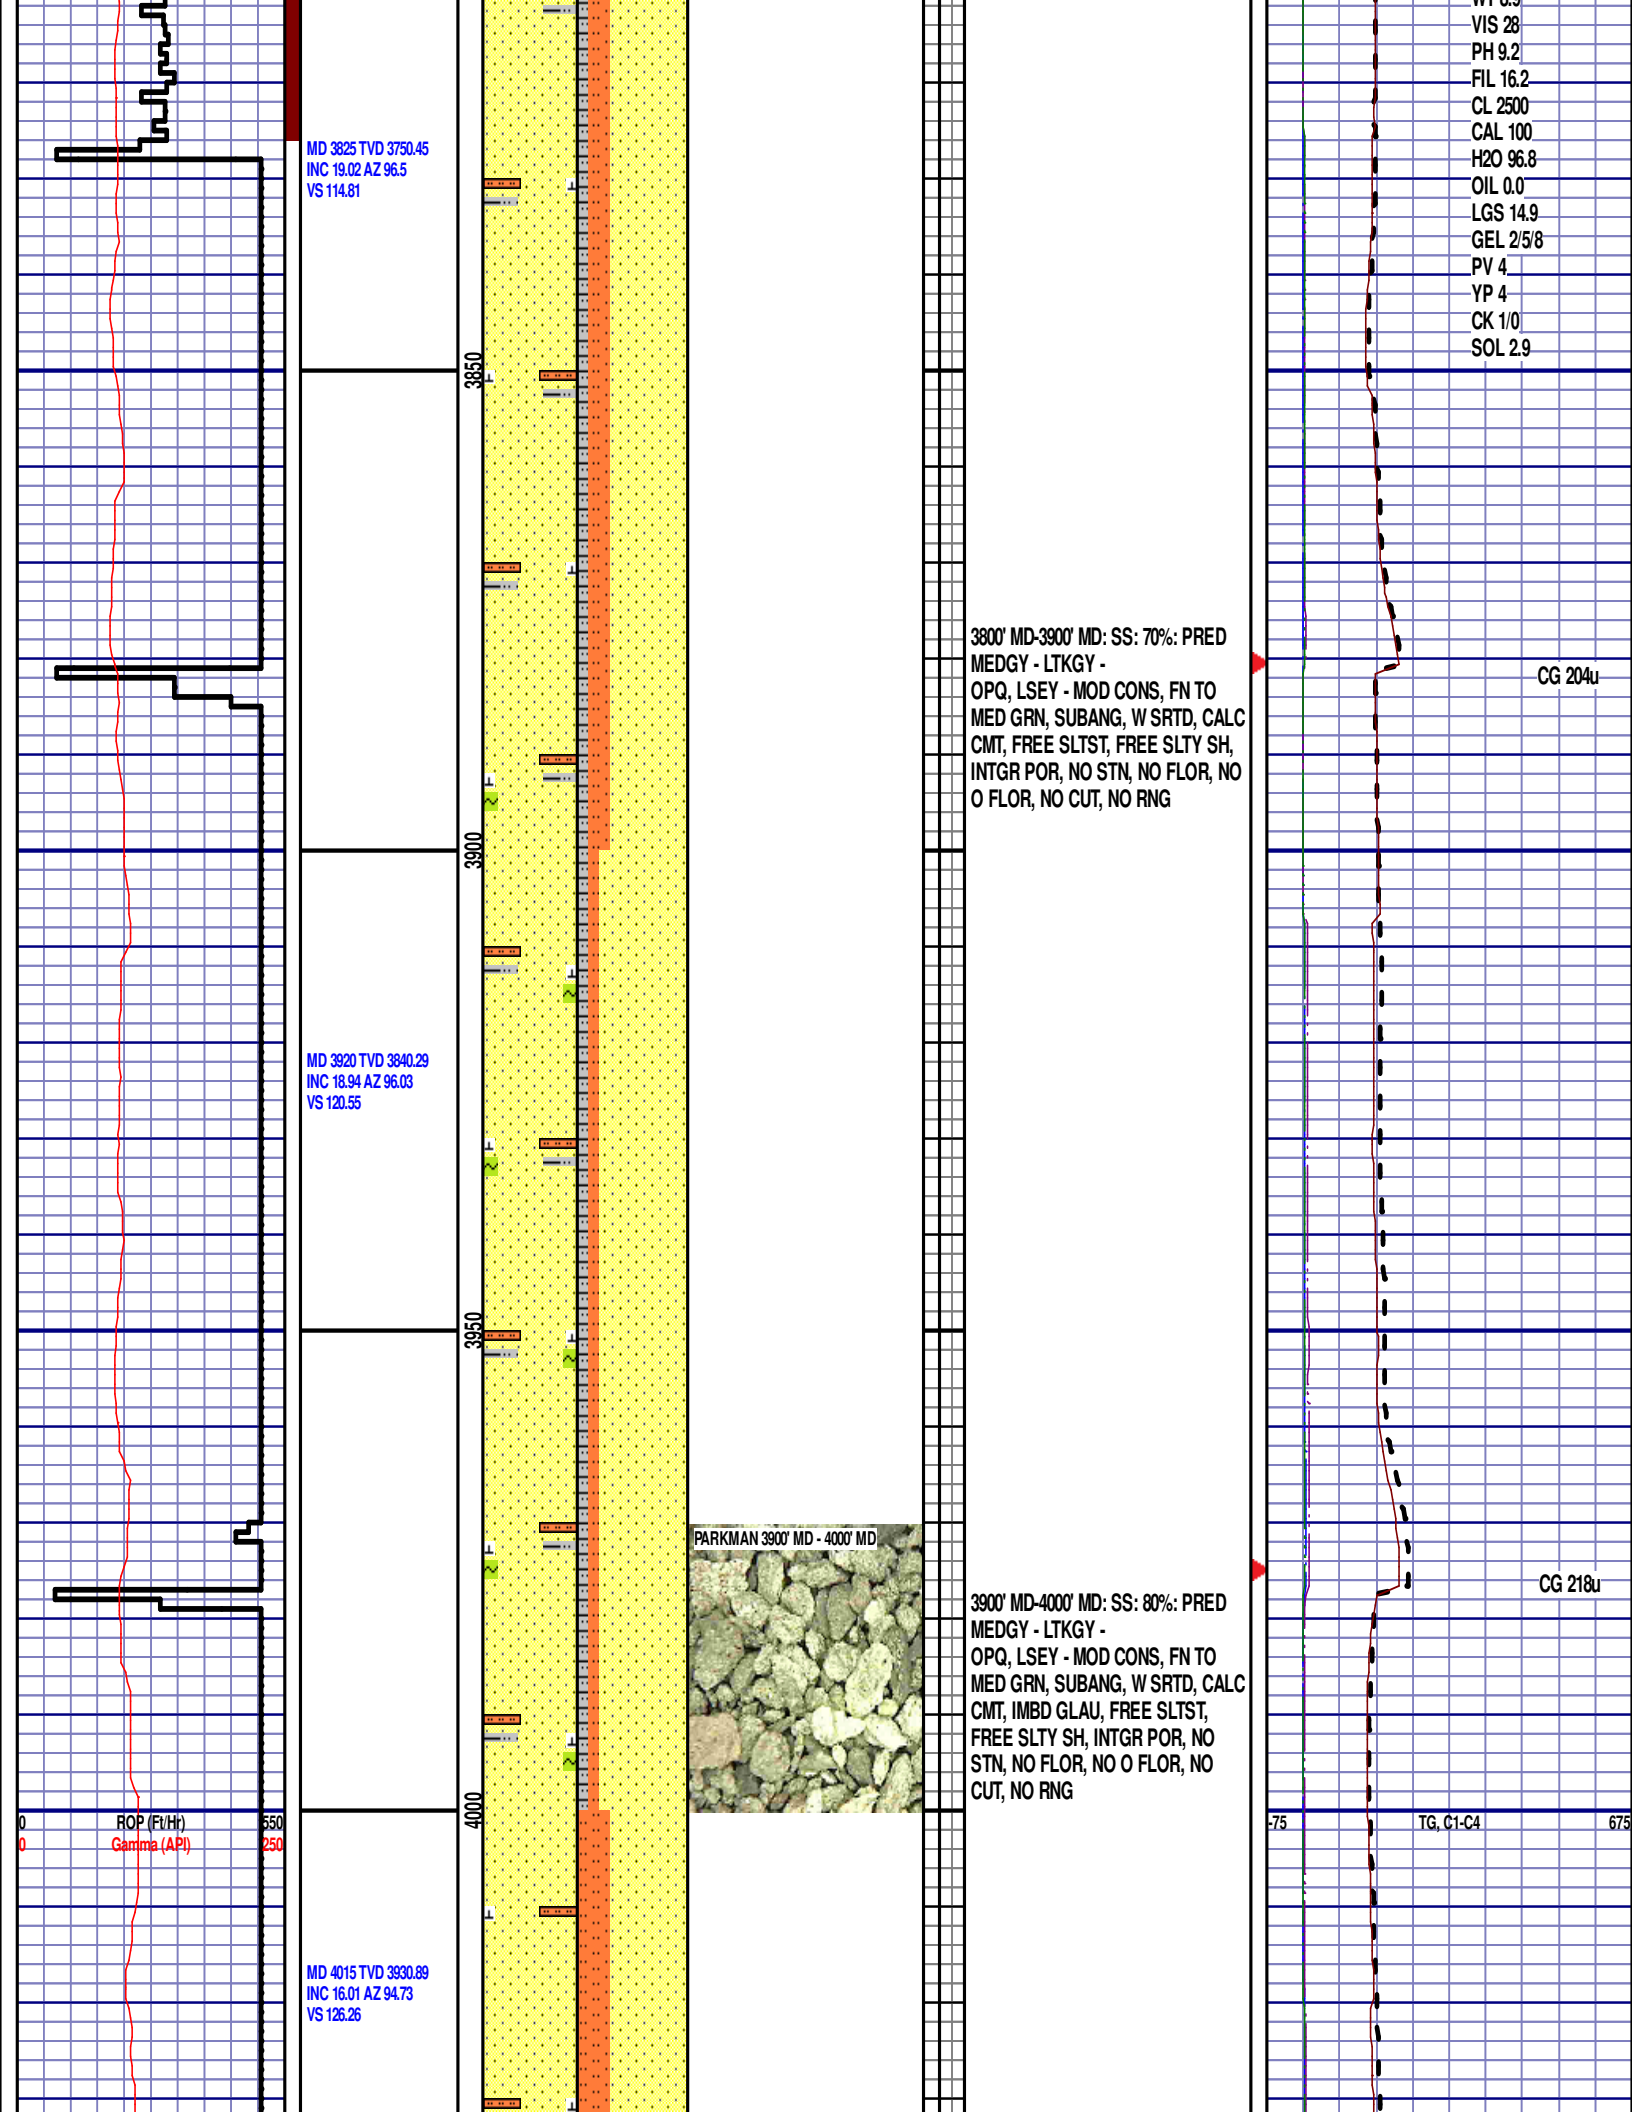 VIS 28
PH 9.2
FIL 16.2
CL 2500
CAL 100
H2O 96.8
OIL 0.0
LGS 14.9
GEL 2/5/8
PV 4
YP 4
CK 1/0
SOL 2.9
MD 3825 TVD 3750.45
INC 19.02 AZ 96.5
VS 114.81
3850
3800' MD-3900' MD: SS: 70%: PRED
MEDGY - LTKGY -
OPQ, LSEY - MOD CONS, FN TO
MED GRN, SUBANG, W SRTD, CALC
CMT, FREE SLTST, FREE SLTY SH,
INTGR POR, NO STN, NO FLOR, NO
O FLOR, NO CUT, NO RNG
CG 204u
3900
MD 3920 TVD 3840.29
INC 18.94 AZ 96.03
VS 120.55
3950
PARKMAN 3900' MD - 4000' MD
CG 218u
3900' MD-4000' MD: SS: 80%: PRED
MEDGY - LTKGY -
OPQ, LSEY - MOD CONS, FN TO
MED GRN, SUBANG, W SRTD, CALC
CMT, IMBD GLAU, FREE SLTST,
FREE SLTY SH, INTGR POR, NO
STN, NO FLOR, NO O FLOR, NO
CUT, NO RNG
4000
0 ROP (Ft/Hr) 550
0 Gamma (API) 250
-75 TG, C1-C4 675
MD 4015 TVD 3930.89
INC 16.01 AZ 94.73
VS 126.26